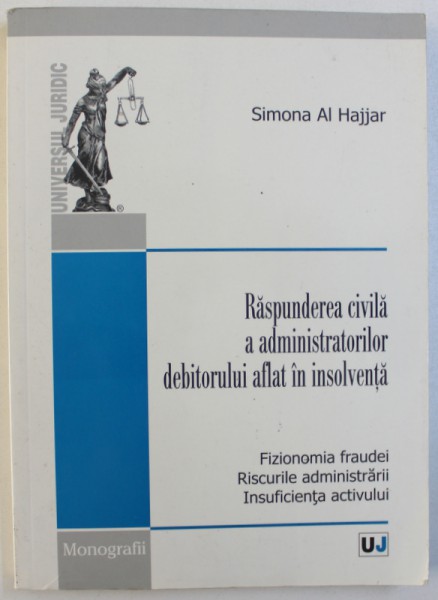 UNIVERSUL JURIDIC
®
Simona Al Hajjar
Răspunderea civilă
a administratorilor
debitorului aflat în insolvență
Fizionomia fraudei
Riscurile administrării
Insuficiența activului
Monografii
UJ